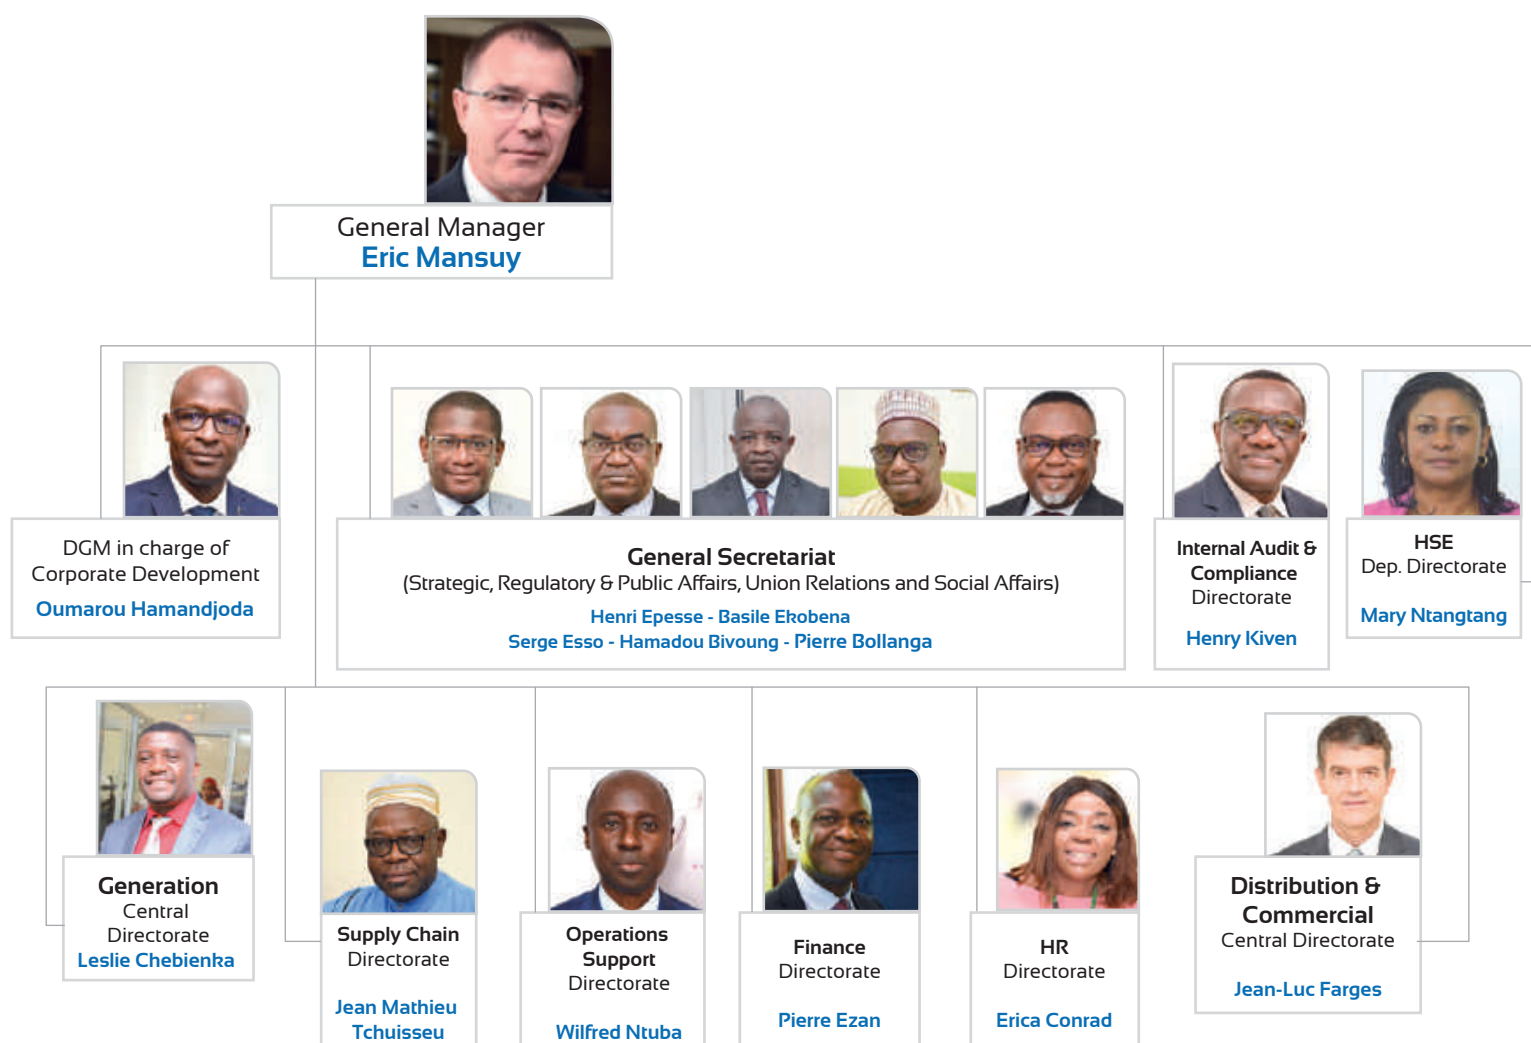 General Manager
Eric Mansuy
DGM in charge of
Corporate Development
Oumarou Hamandjoda
General Secretariat
(Strategic, Regulatory & Public Affairs, Union Relations and Social Affairs)
Henri Epesse - Basile Ekobena
Serge Esso - Hamadou Bivoung - Pierre Bollanga
Internal Audit &
Compliance
Directorate
Henry Kiven
HSE
Dep. Directorate
Mary Ntangtang
Generation
Central
Directorate
Leslie Chebienka
Supply Chain
Directorate
Jean Mathieu
Tchuisseu
Operations
Support
Directorate
Wilfred Ntuba
Finance
Directorate
Pierre Ezan
HR
Directorate
Erica Conrad
Distribution &
Commercial
Central Directorate
Jean-Luc Farges